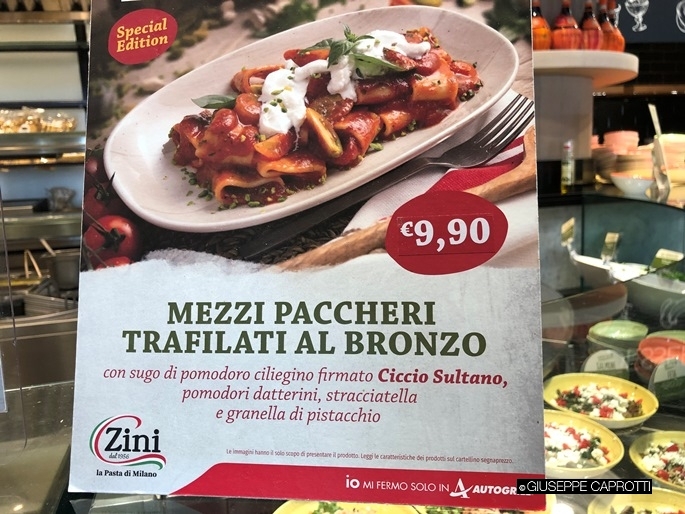 Special
Edition
€9,90
MEZZI PACCHERI
TRAFILATI AL BRONZO
con sugo di pomodoro ciliegino firmato Ciccio Sultano,
pomodori datterini, stracciatella
e granella di pistacchio
Zini
dal 1956
la Pasta di Milano
Le immagini hanno il solo scopo di presentare il prodotto. Leggi le caratteristiche dei prodotti sul cartellino segnaprezzo.
io MI FERMO SOLO IN AUTOGR
©GIUSEPPE CAPROTTI